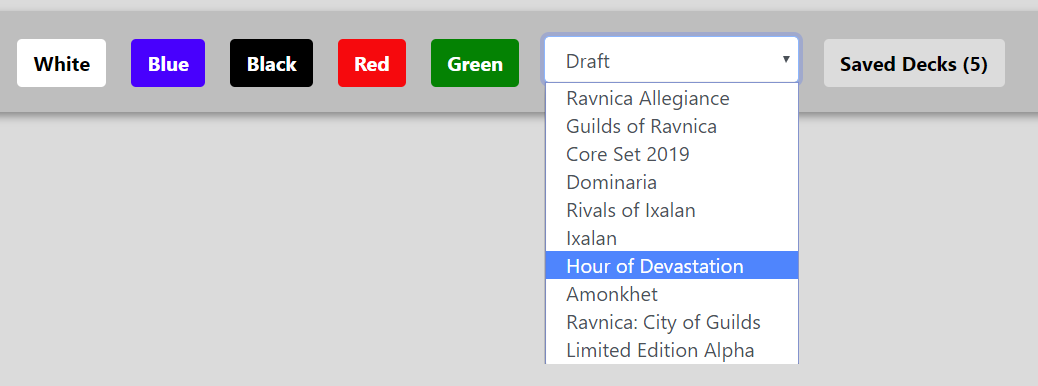 White Blue Black Red Green Draft Saved Decks (5)
Ravnica Allegiance
Guilds of Ravnica
Core Set 2019
Dominaria
Rivals of Ixalan
Ixalan
Hour of Devastation
Amonkhet
Ravnica: City of Guilds
Limited Edition Alpha